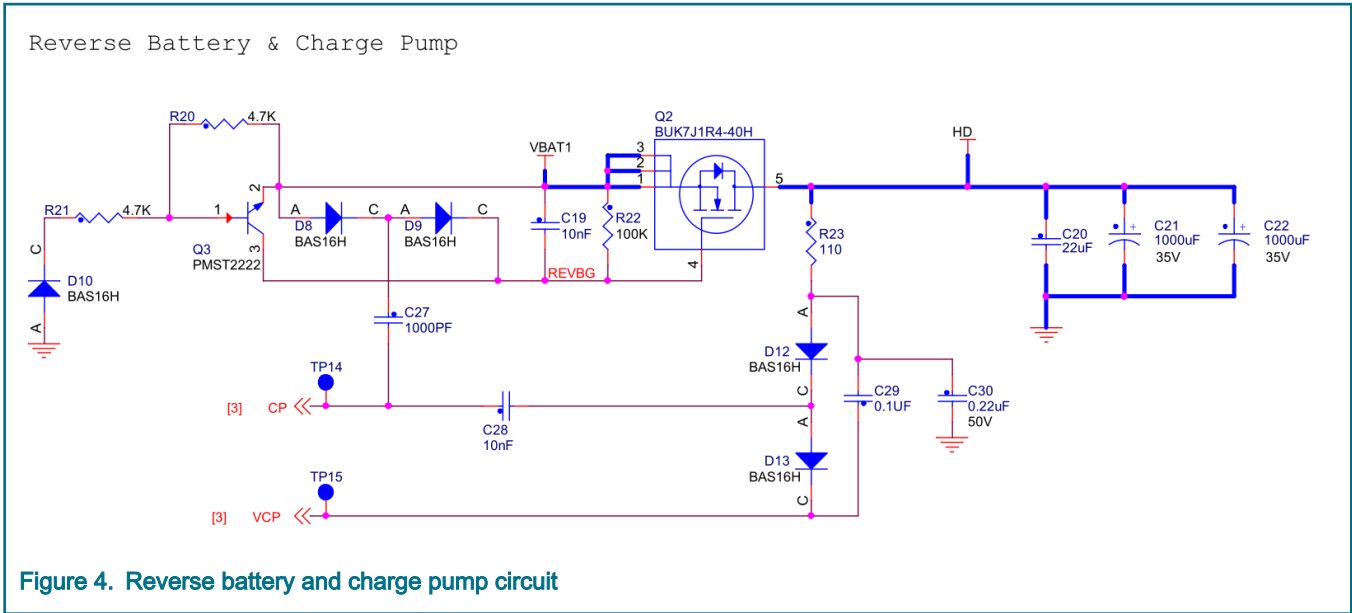 Reverse Battery & Charge Pump
R20 4.7K
Q2
BUK7J1R4-40H
VBAT1
HD
3
2
1
5
4
R21 4.7K
1
2
3
Q3
PMST2222
A C
D8
BAS16H
A C
D9
BAS16H
C19
10nF
R22
100K
REVBG
R23
110
C20
22uF
C21
1000uF
35V
C22
1000uF
35V
+
+
C
D10
BAS16H
A
C27
1000PF
A
D12
BAS16H
C
TP14
[3] CP
C28
10nF
C29
0.1UF
C30
0.22uF
50V
A
D13
BAS16H
C
TP15
[3] VCP
Figure 4. Reverse battery and charge pump circuit